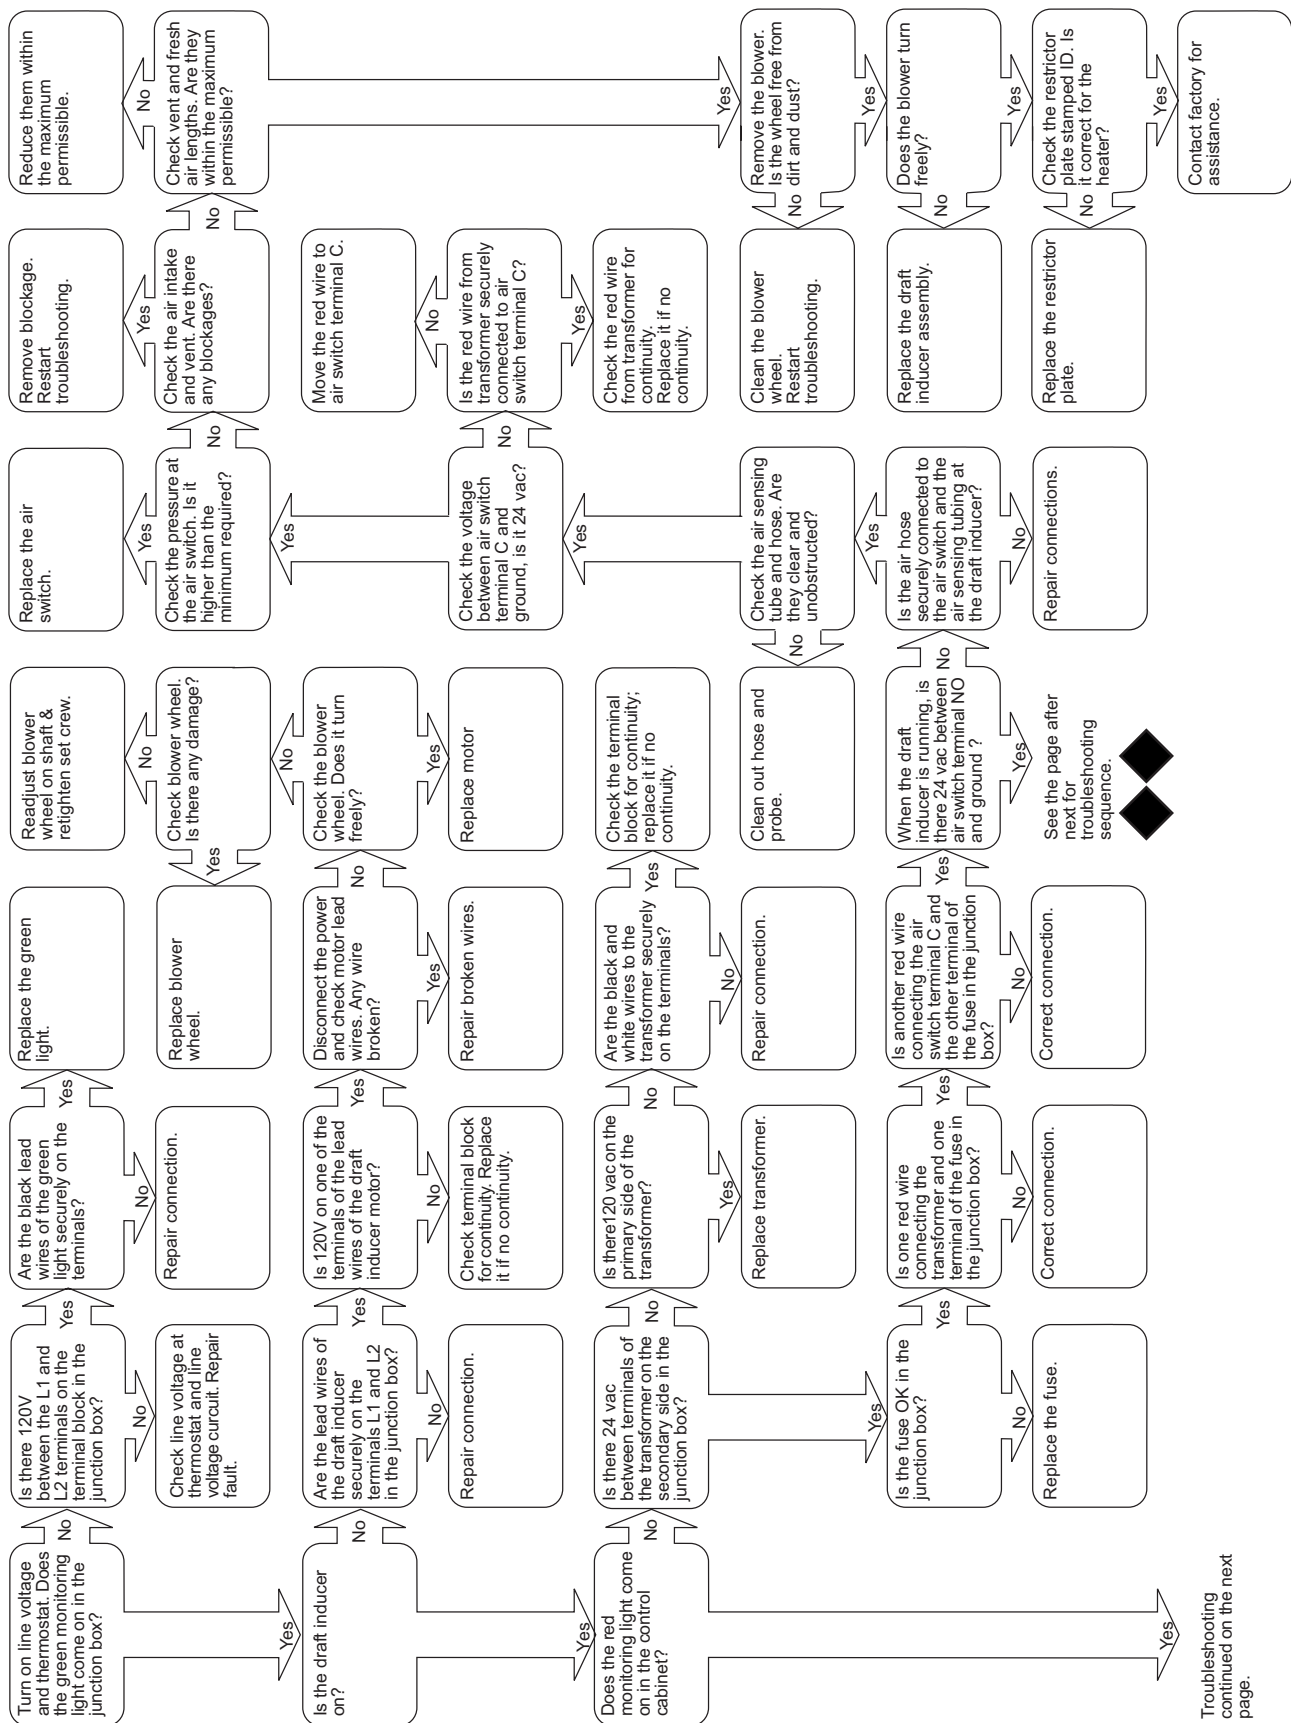 Turn on line voltage
and thermostat. Does
the green monitoring
light come on in the
junction box?
No
Is there 120V
between the L1 and
L2 terminals on the
terminal block in the
junction box?
Yes
Are the black lead
wires of the green
light securely on the
terminals?
Yes
Replace the green
light.
Readjust blower
wheel on shaft &
retighten set crew.
Replace the air
switch.
Remove blockage.
Restart
troubleshooting.
Reduce them within
the maximum
permissible.
No
No
No
Yes
Yes
No
Check line voltage at
thermostat and line
voltage curcuit. Repair
fault.
Repair connection.
Replace blower
wheel.
Yes
Check blower wheel.
Is there any damage?
Check the pressure at
the air switch. Is it
higher than the
minimum required?
No
Check the air intake
and vent. Are there
any blockages?
No
Check vent and fresh
air lengths. Are they
within the maximum
permissible?
Yes
No
Yes
Is the draft inducer
on?
No
Are the lead wires of
the draft inducer
securely on the
terminals L1 and L2
in the junction box?
Yes
Is 120V on one of the
terminals of the lead
wires of the draft
inducer motor?
Yes
Disconnect the power
and check motor lead
wires. Any wire
broken?
No
Check the blower
wheel. Does it turn
freely?
Move the red wire to
air switch terminal C.
No
No
No
Yes
Yes
Repair connection.
Check terminal block
for continuity. Replace
it if no continuity.
Repair broken wires.
Replace motor
Check the voltage
between air switch
terminal C and
ground, is it 24 vac?
No
Is the red wire from
transformer securely
connected to air
switch terminal C?
Yes
Yes
Yes
Does the red
monitoring light come
on in the control
cabinet?
No
Is there 24 vac
between terminals of
the transformer on the
secondary side in the
junction box?
No
Is there120 vac on the
primary side of the
transformer?
No
Are the black and
white wires to the
transformer securely
on the terminals?
Yes
Check the terminal
block for continuity;
replace it if no
continuity.
Check the red wire
from transformer for
continuity.
Replace it if no
continuity.
Yes
No
Yes
Replace transformer.
Repair connection.
Clean out hose and
probe.
No
Check the air sensing
tube and hose. Are
they clear and
unobstructed?
Clean the blower
wheel.
Restart
troubleshooting.
No
Remove the blower.
Is the wheel free from
dirt and dust?
Yes
Yes
Yes
Is the fuse OK in the
junction box?
Yes
Is one red wire
connecting the
transformer and one
terminal of the fuse in
the junction box?
Yes
Is another red wire
connecting the air
switch terminal C and
the other terminal of
the fuse in the junction
box?
Yes
When the draft
inducer is running, is
there 24 vac between
air switch terminal NO
and ground ?
No
Is the air hose
securely connected to
the air switch and the
air sensing tubing at
the draft inducer?
Replace the draft
inducer assembly.
No
Does the blower turn
freely?
No
No
No
Yes
No
Yes
Replace the fuse.
Correct connection.
Correct connection.
See the page after
next for
troubleshooting
sequence.
Repair connections.
Replace the restrictor
plate.
No
Check the restrictor
plate stamped ID. Is
it correct for the
heater?
Yes
Yes
Contact factory for
assistance.
Troubleshooting
continued on the next
page.